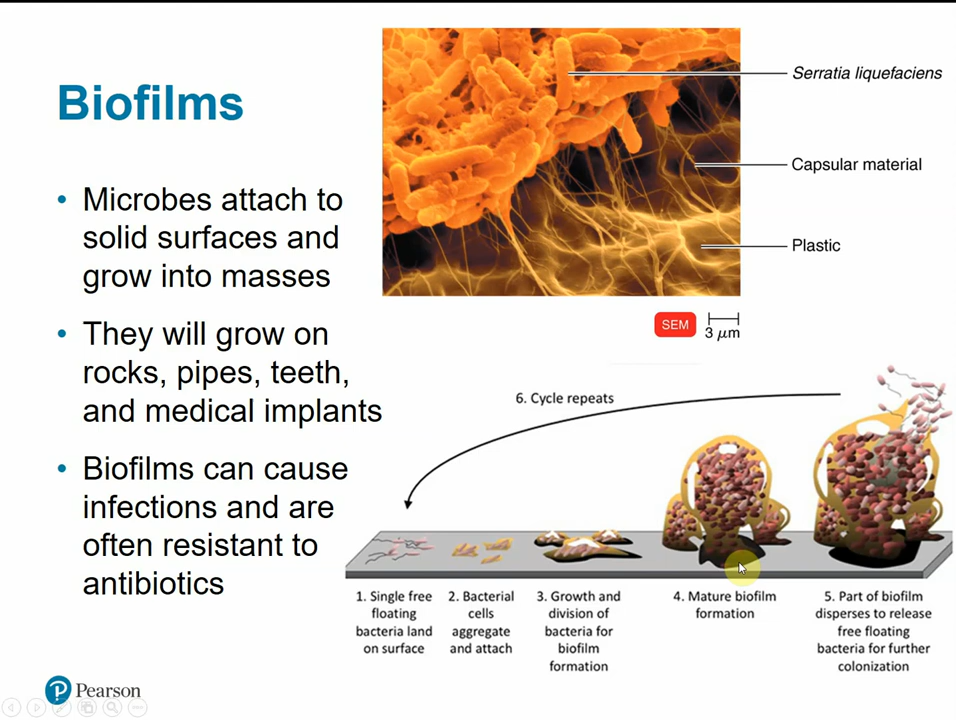 Biofilms
• Microbes attach to
solid surfaces and
grow into masses
• They will grow on
rocks, pipes, teeth,
and medical implants
• Biofilms can cause
infections and are
often resistant to
antibiotics
Serratia liquefaciens
Capsular material
Plastic
SEM
3 μm
6. Cycle repeats
1. Single free
floating
bacteria land
on surface
2. Bacterial
cells
aggregate
and attach
3. Growth and
division of
bacteria for
biofilm
formation
4. Mature biofilm
formation
5. Part of biofilm
disperses to release
free floating
bacteria for further
colonization
P Pearson